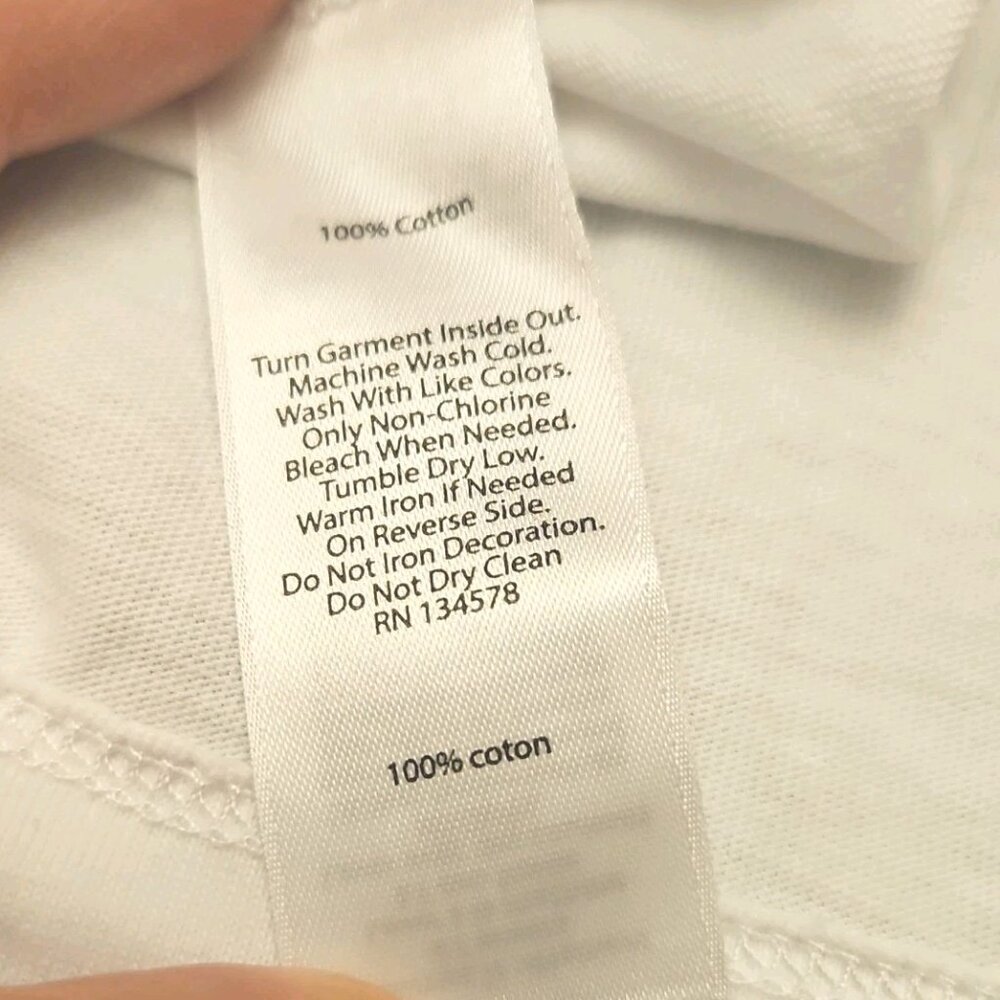 100% Cotton
Turn Garment Inside Out.
Machine Wash Cold.
Wash With Like Colors.
Only Non-Chlorine
Bleach When Needed.
Tumble Dry Low.
Warm Iron If Needed
On Reverse Side.
Do Not Iron Decoration.
Do Not Dry Clean
RN 134578
100% coton